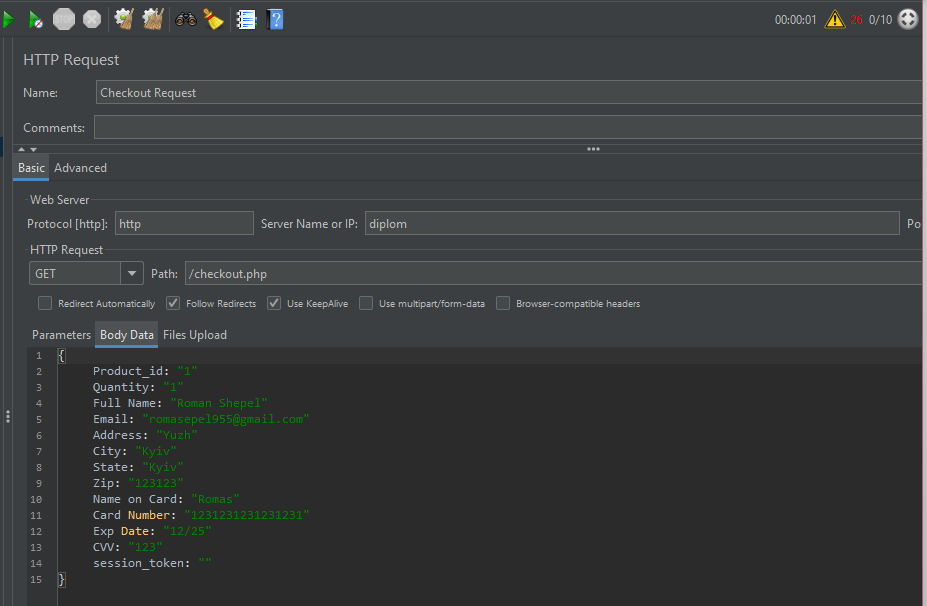 STOP
00:00:01 26 0/10
HTTP Request
Name: Checkout Request
Comments:
Basic Advanced
Web Server
Protocol [http]: http Server Name or IP: diplom Po
HTTP Request
GET Path: /checkout.php
Redirect Automatically Follow Redirects Use KeepAlive Use multipart/form-data Browser-compatible headers
Parameters Body Data Files Upload
1 {
2 Product_id: "1"
3 Quantity: "1"
4 Full Name: "Roman Shepel"
5 Email: "romasepel955@gmail.com"
6 Address: "Yuzh"
7 City: "Kyiv"
8 State: "Kyiv"
9 Zip: "123123"
10 Name on Card: "Romas"
11 Card Number: "1231231231231231"
12 Exp Date: "12/25"
13 CVV: "123"
14 session_token: ""
15 }